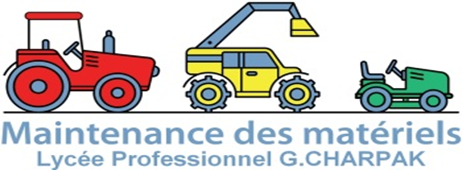 Maintenance des matériels
Lycée Professionnel G.CHARPAK